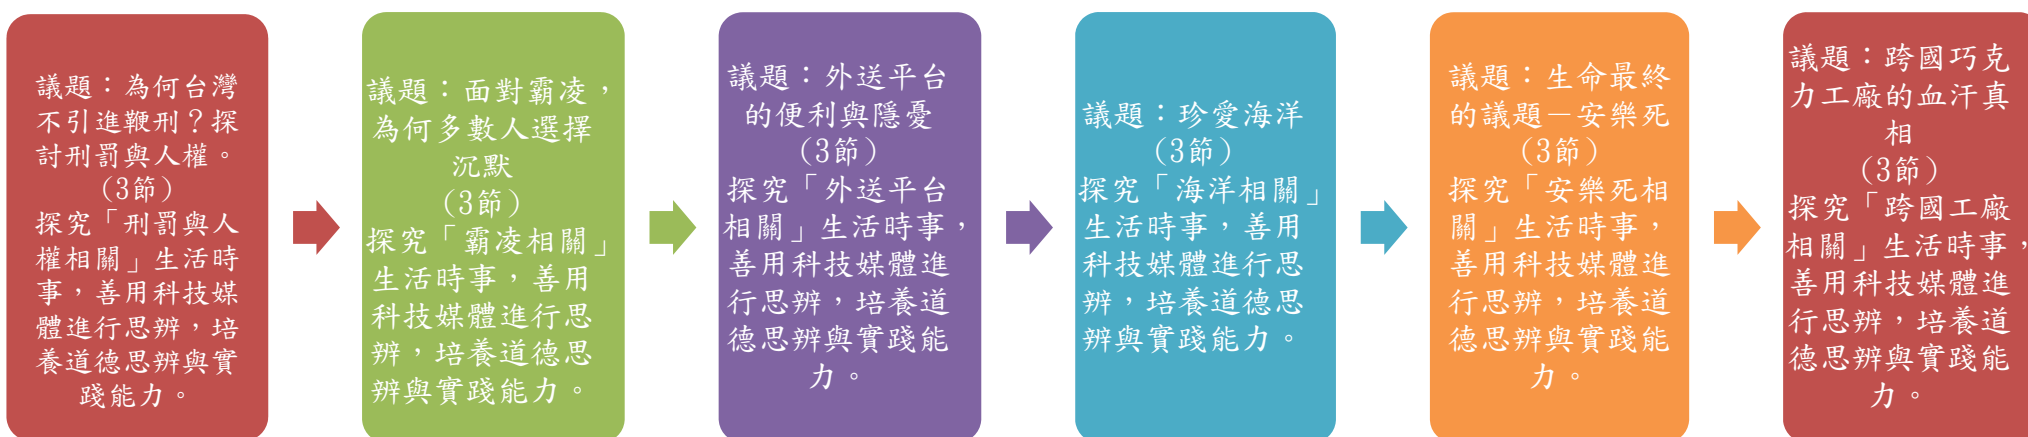 議題：為何台灣
不引進鞭刑？探
討刑罰與人權。
（3節）
探究「刑罰與人
權相關」生活時
事，善用科技媒
體進行思辨，培
養道德思辨與實
踐能力。
議題：面對霸凌，
為何多數人選擇
沉默
（3節）
探究「霸凌相關」
生活時事，善用
科技媒體進行思
辨，培養道德思
辨與實踐能力。
議題：外送平台
的便利與隱憂
（3節）
探究「外送平台
相關」生活時事，
善用科技媒體進
行思辨，培養道
德思辨與實踐能
力。
議題：珍愛海洋
（3節）
探究「海洋相關」
生活時事，善用
科技媒體進行思
辨，培養道德思
辨與實踐能力。
議題：生命最終
的議題－安樂死
（3節）
探究「安樂死相
關」生活時事，
善用科技媒體進
行思辨，培養道
德思辨與實踐能
力。
議題：跨國巧克
力工廠的血汗真
相
（3節）
探究「跨國工廠
相關」生活時事，
善用科技媒體進
行思辨，培養道
德思辨與實踐能
力。